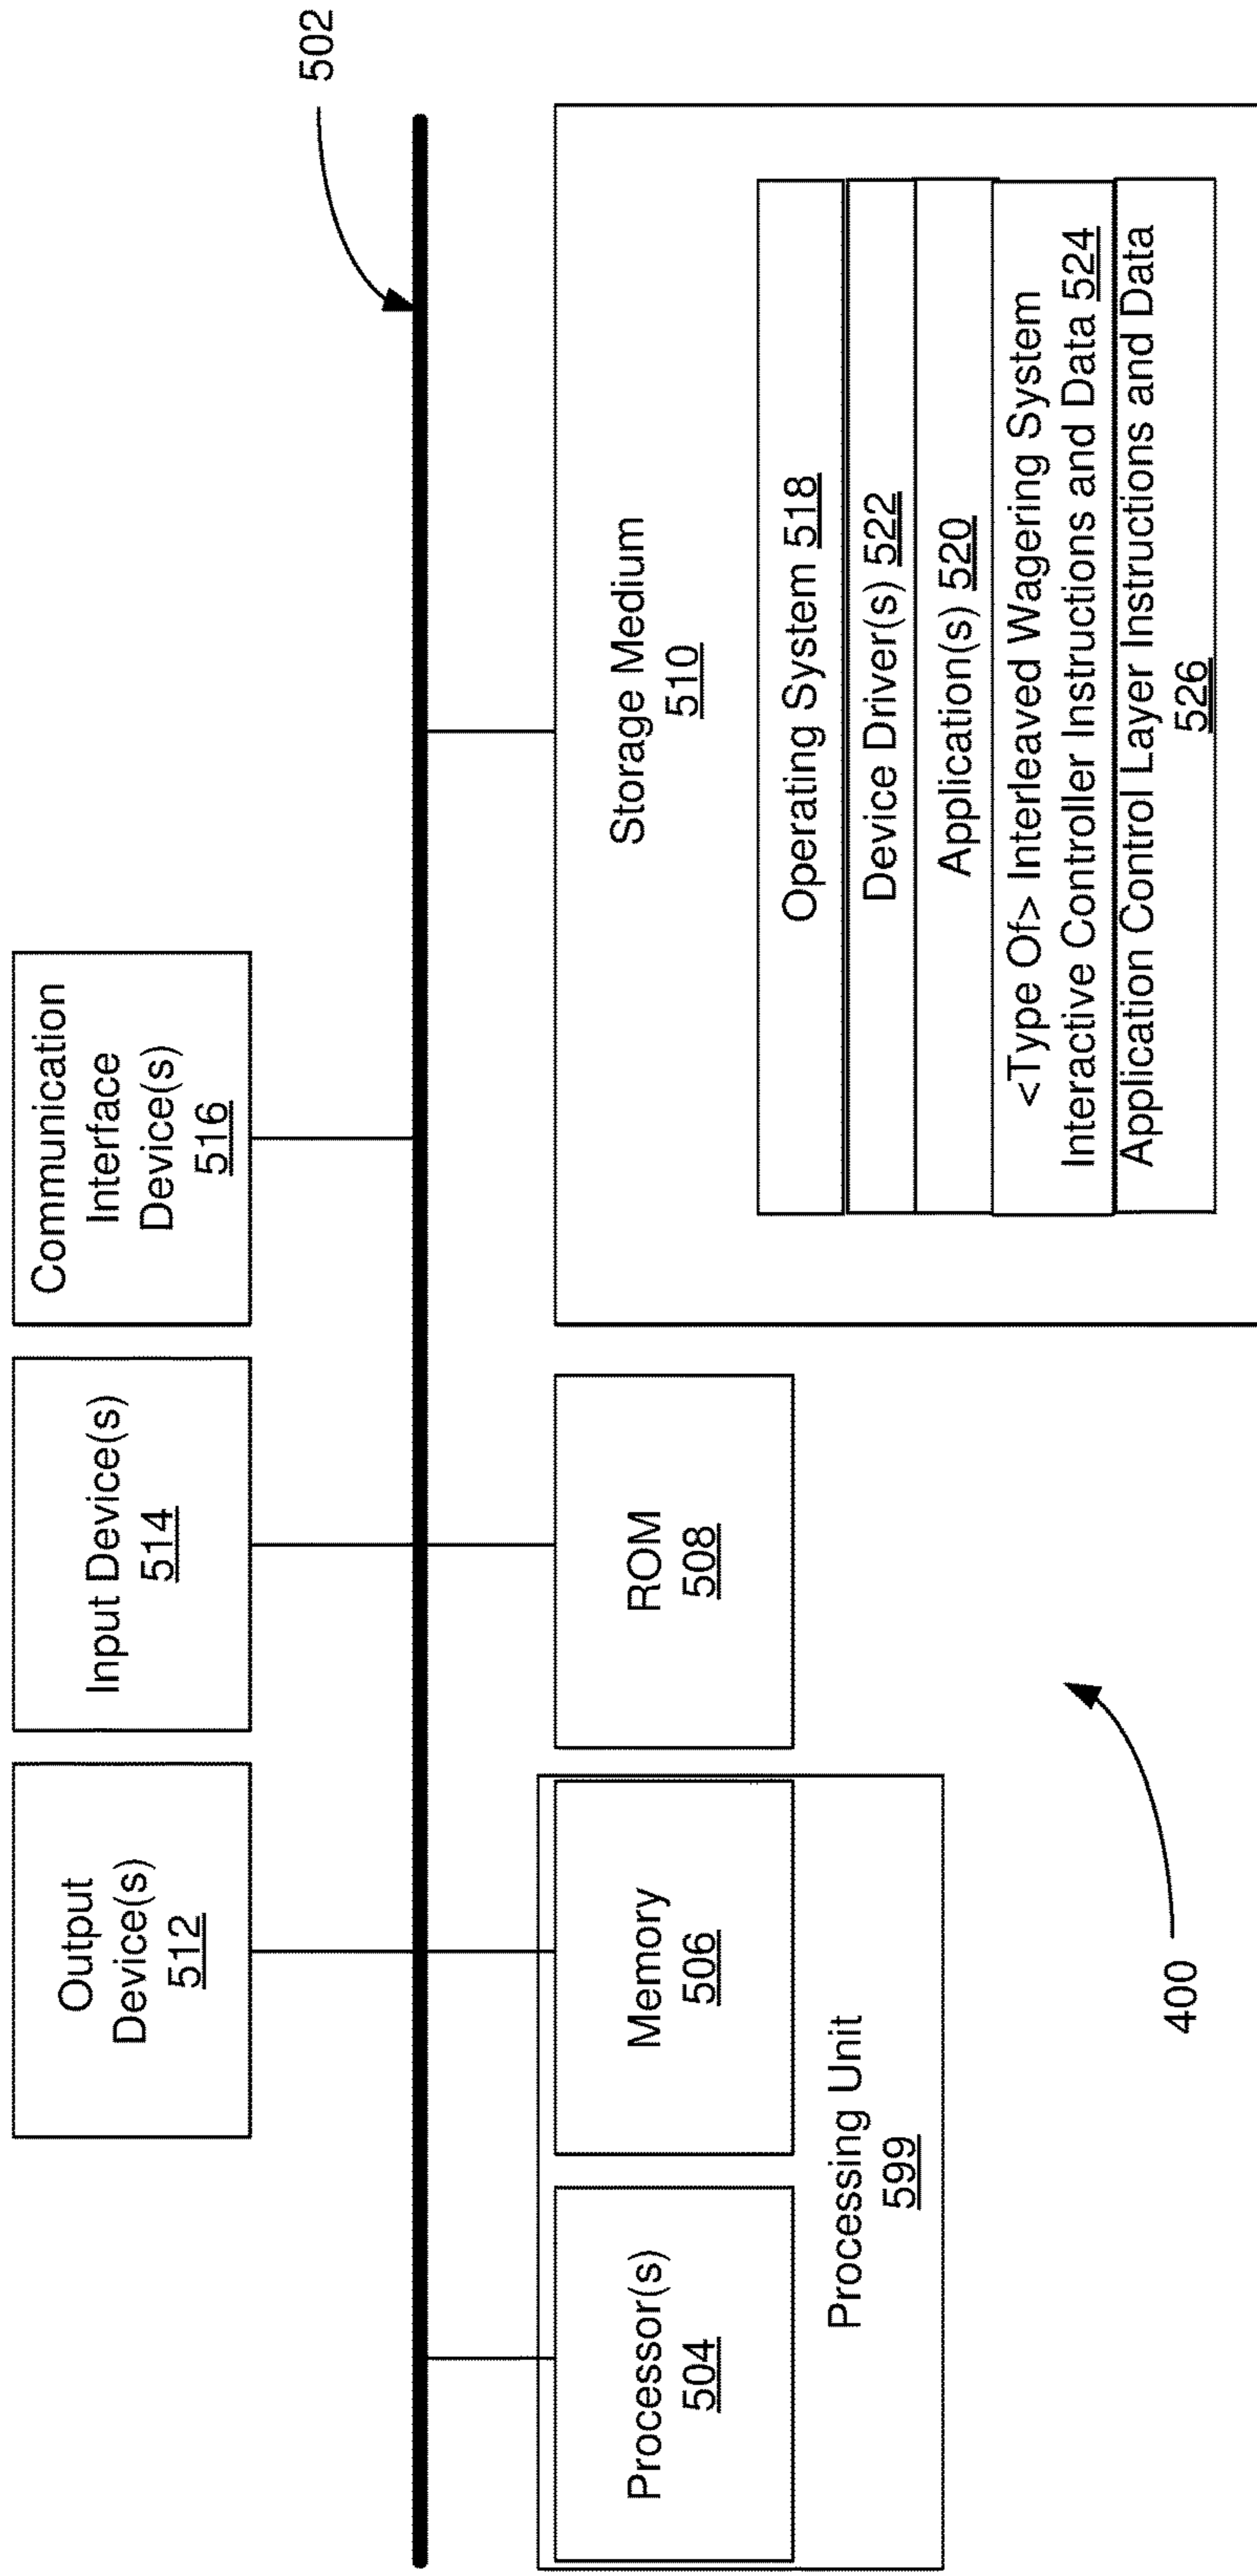 502
Output
Device(s)
512
Input Device(s)
514
Communication
Interface
Device(s)
516
Processor(s)
504
Memory
506
Processing Unit
599
ROM
508
Storage Medium
510
Operating System 518
Device Driver(s) 522
Application(s) 520
<Type Of> Interleaved Wagering System
Interactive Controller Instructions and Data 524
Application Control Layer Instructions and Data
526
400